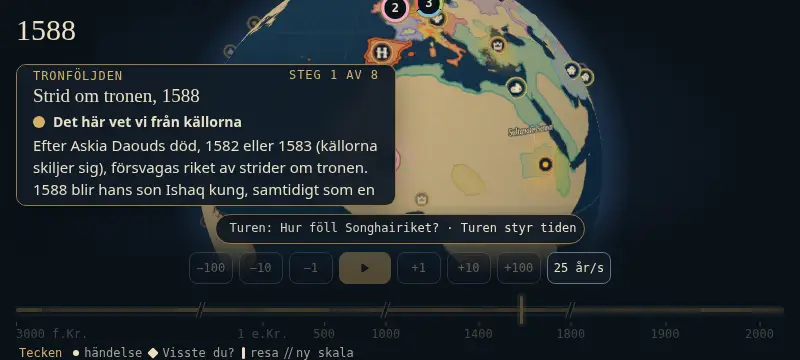 1588
2
3
H
TRONFÖLJDEN
STEG 1 AV 8
Strid om tronen, 1588
Det här vet vi från källorna
Efter Askia Daouds död, 1582 eller 1583 (källorna
skiljer sig), försvagas riket av strider om tronen.
1588 blir hans son Ishaq kung, samtidigt som en
Turen: Hur föll Songhairiket? · Turen styr tiden
−100
−10
−1
+1
+10
+100
25 år/s
3000 f.Kr.
1 e.Kr.
500
1000
1400
1800
1900
2000
Tecken händelse Visste du? resa // ny skala